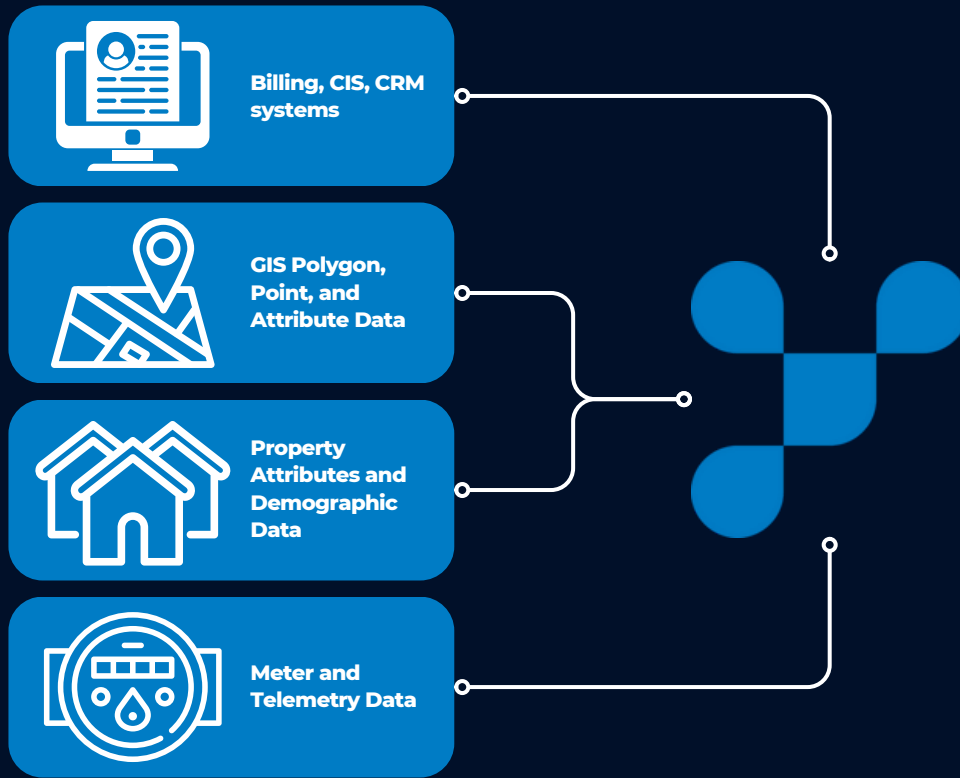 Billing, CIS, CRM
systems
GIS Polygon,
Point, and
Attribute Data
Property
Attributes and
Demographic
Data
Meter and
Telemetry Data